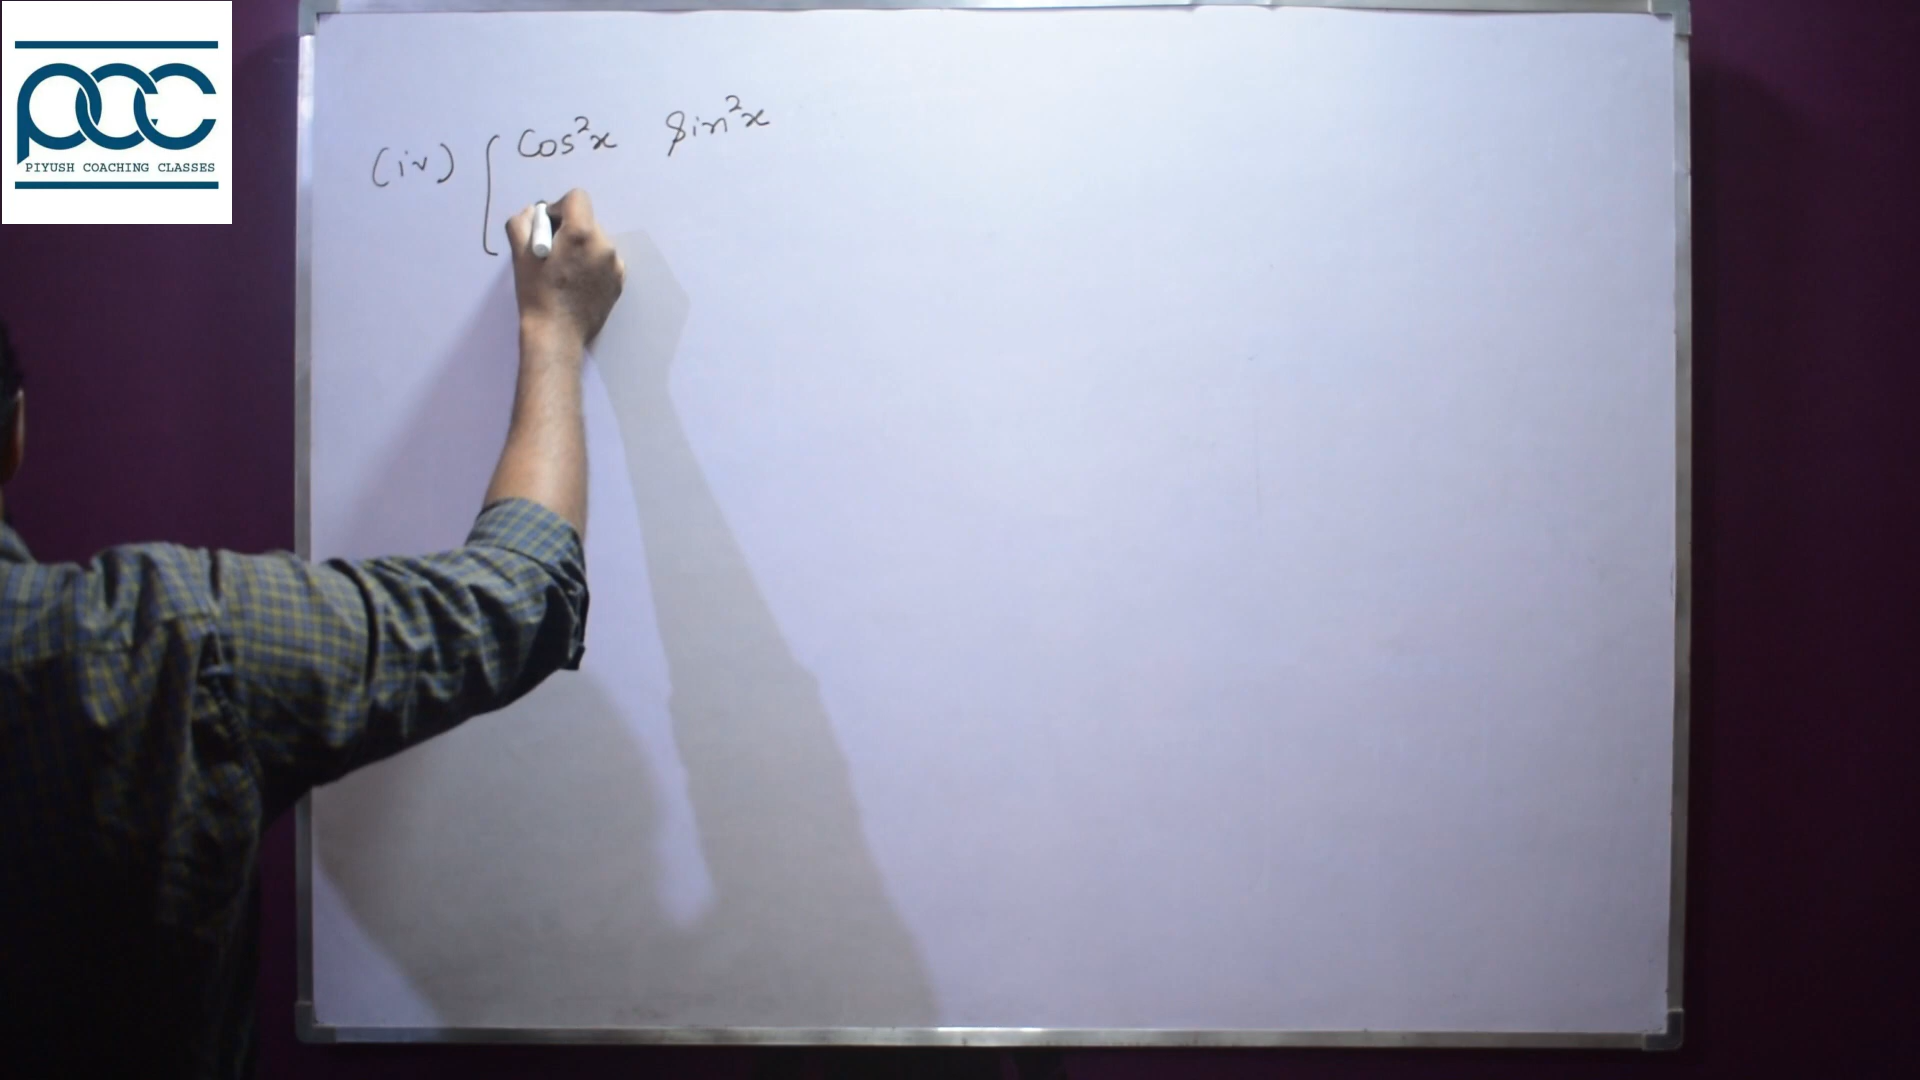 PCC
PIYUSH COACHING CLASSES
(iv) [ Cos²x Sin²x